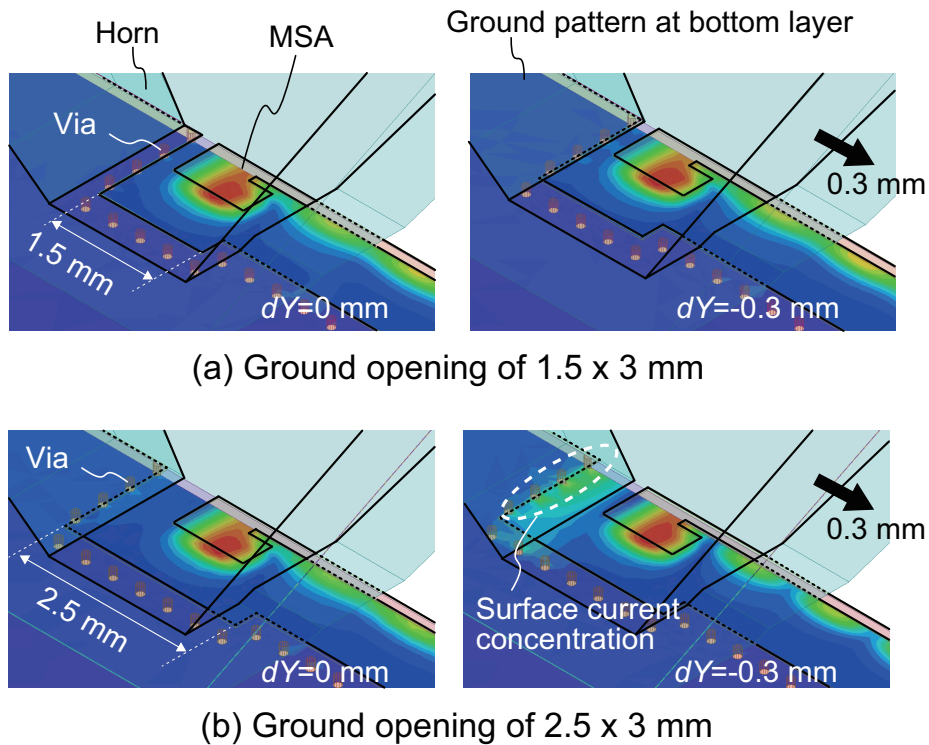 Horn
MSA
Ground pattern at bottom layer
Via
1.5 mm
dY=0 mm
0.3 mm
dY=-0.3 mm
(a) Ground opening of 1.5 x 3 mm
Via
2.5 mm
dY=0 mm
0.3 mm
Surface current
concentration
dY=-0.3 mm
(b) Ground opening of 2.5 x 3 mm